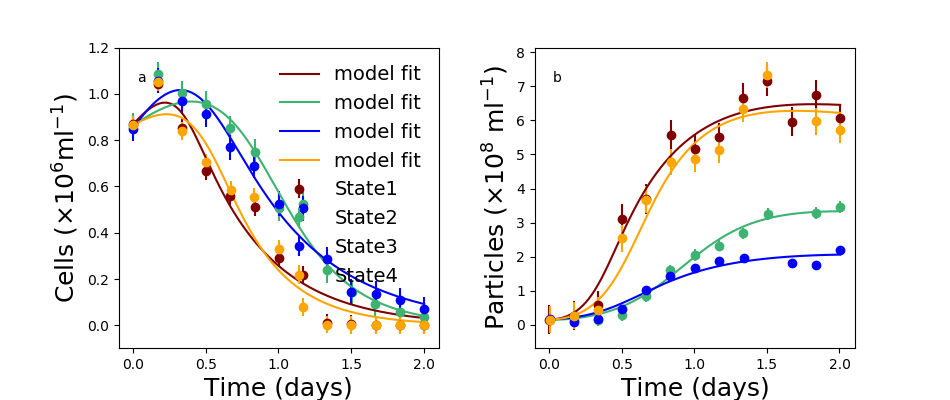 1.2
1.0
0.8
0.6
0.4
0.2
0.0
Cells (×10⁶ml⁻¹)
a
model fit
model fit
model fit
model fit
State1
State2
State3
State4
0.0 0.5 1.0 1.5 2.0
Time (days)
8
7
6
5
4
3
2
1
0
Particles (×10⁸ ml⁻¹)
b
0.0 0.5 1.0 1.5 2.0
Time (days)